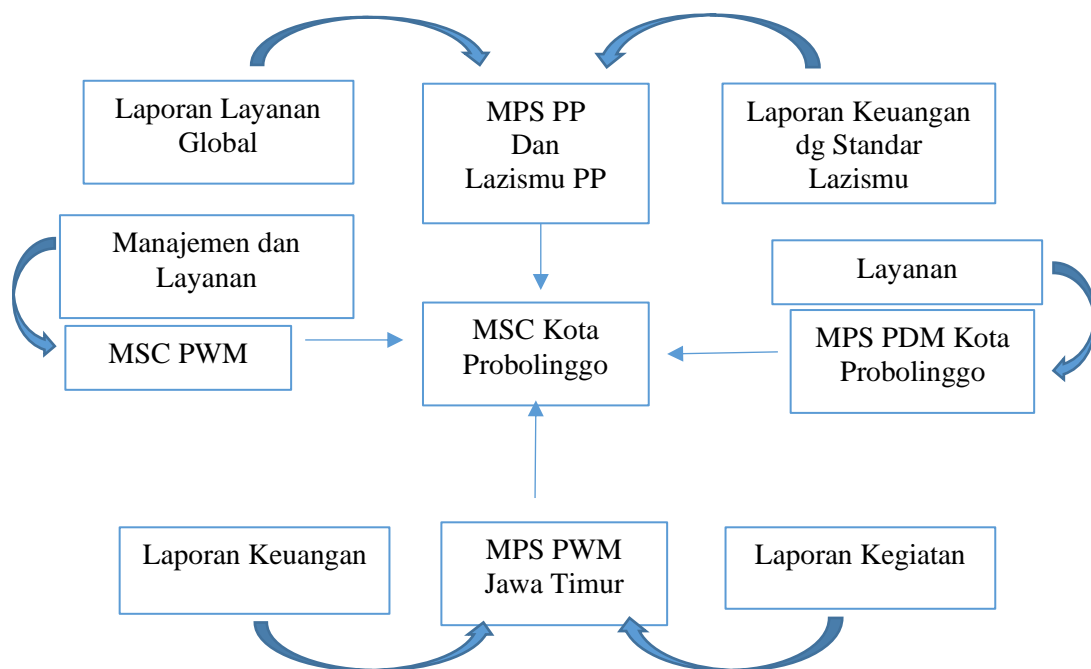 Laporan Layanan
Global
MPS PP
Dan
Lazismu PP
Laporan Keuangan
dg Standar
Lazismu
Manajemen dan
Layanan
Layanan
MSC PWM
MSC Kota
Probolinggo
MPS PDM Kota
Probolinggo
Laporan Keuangan
MPS PWM
Jawa Timur
Laporan Kegiatan